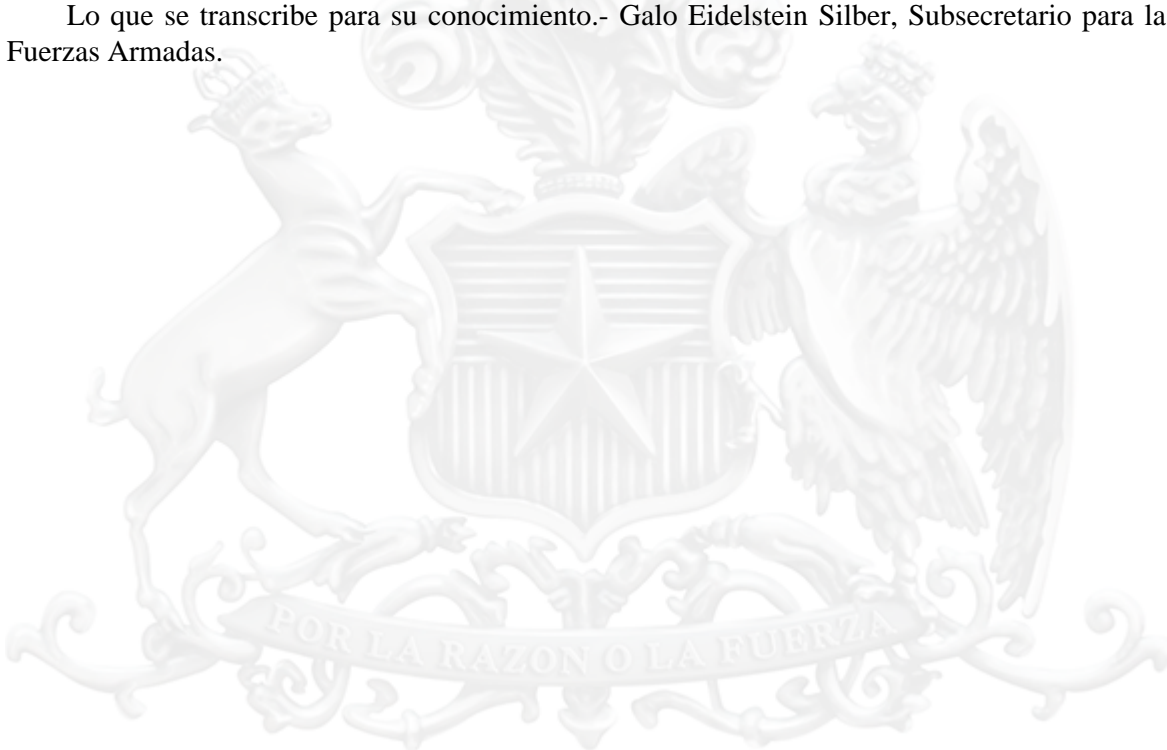 Lo que se transcribe para su conocimiento.- Galo Eidelstein Silber, Subsecretario para la
Fuerzas Armadas.
POR LA RAZON O LA FUERZA